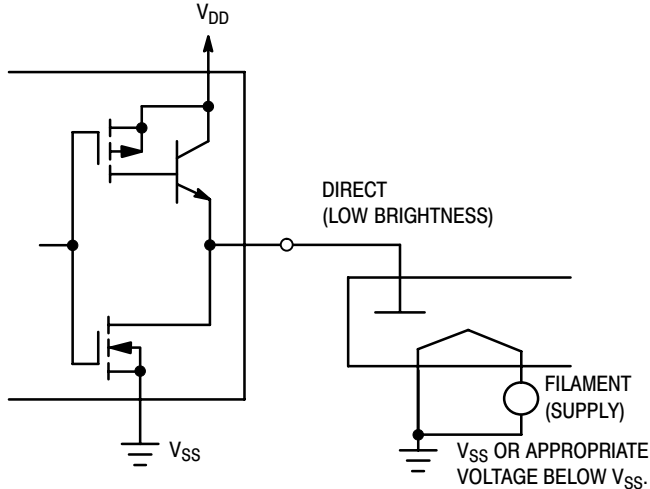 VDD
DIRECT
(LOW BRIGHTNESS)
FILAMENT
(SUPPLY)
VSS
VSS OR APPROPRIATE
VOLTAGE BELOW VSS.